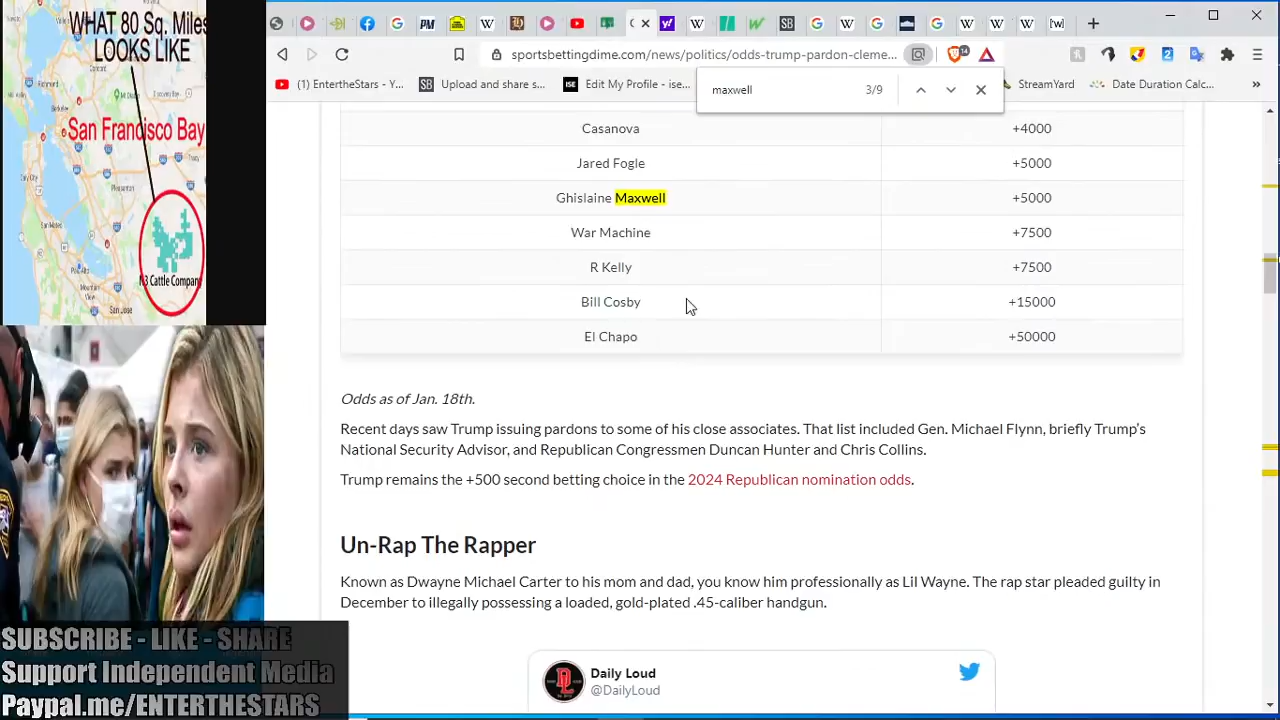 WHAT 80 Sq. Miles
LOOKS LIKE
San Francisco Bay
N3 Cattle Company
sportsbettingdime.com/news/politics/odds-trump-pardon-cleme...
14
(1) EntertheStars - Y...
Upload and share s...
Edit My Profile - ise...
StreamYard
Date Duration Calc...
maxwell 3/9
Casanova +4000
Jared Fogle +5000
Ghislaine Maxwell +5000
War Machine +7500
R Kelly +7500
Bill Cosby +15000
El Chapo +50000
Odds as of Jan. 18th.
Recent days saw Trump issuing pardons to some of his close associates. That list included Gen. Michael Flynn, briefly Trump's
National Security Advisor, and Republican Congressmen Duncan Hunter and Chris Collins.
Trump remains the +500 second betting choice in the 2024 Republican nomination odds.
Un-Rap The Rapper
Known as Dwayne Michael Carter to his mom and dad, you know him professionally as Lil Wayne. The rap star pleaded guilty in
December to illegally possessing a loaded, gold-plated .45-caliber handgun.
Daily Loud
@DailyLoud
SUBSCRIBE - LIKE - SHARE
Support Independent Media
Paypal.me/ENTERTHESTARS